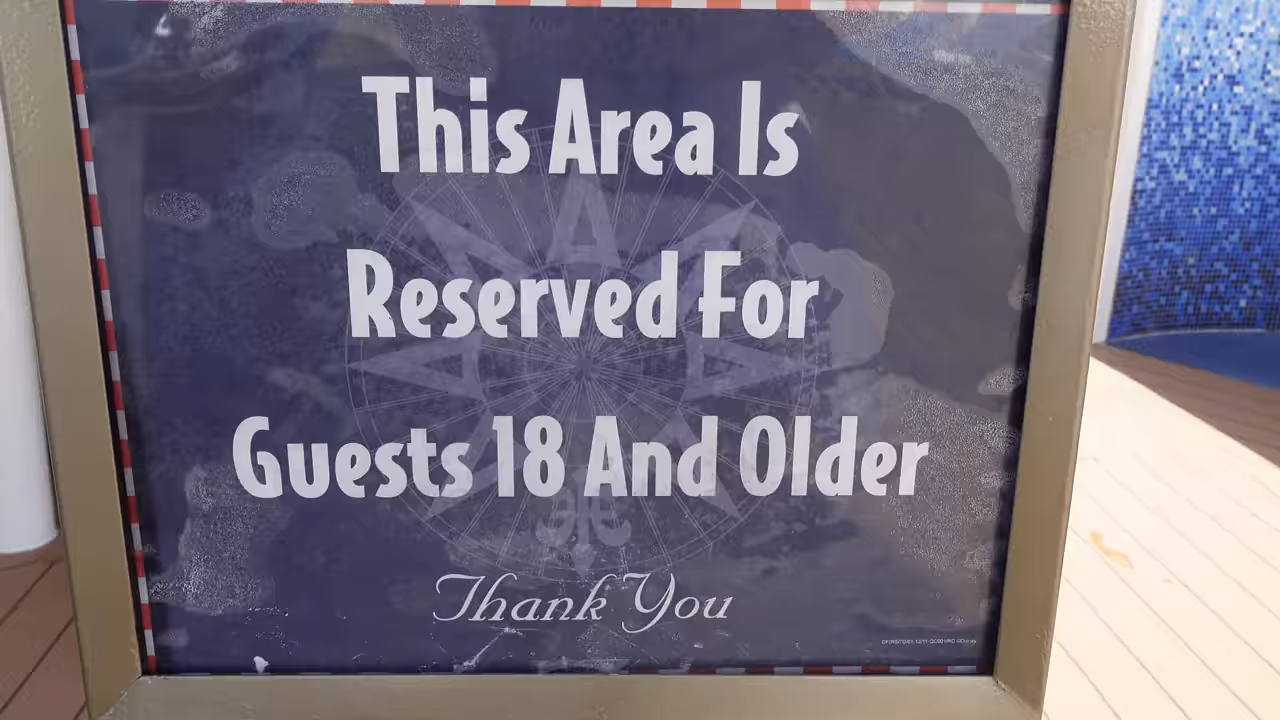 This Area Is
Reserved For
Guests 18 And Older
Thank You